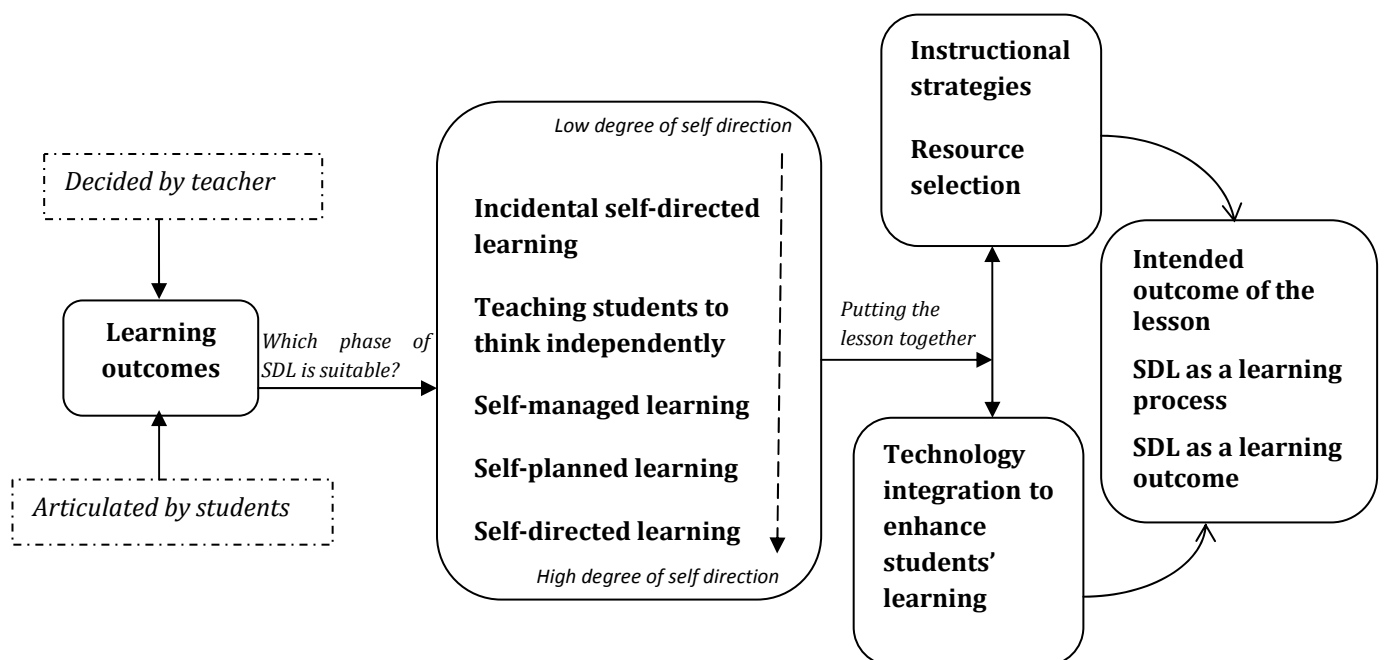 Decided by teacher
Learning
outcomes
Articulated by students
Which phase of
SDL is suitable?
Low degree of self direction
Incidental self-directed
learning
Teaching students to
think independently
Self-managed learning
Self-planned learning
Self-directed learning
High degree of self direction
Putting the
lesson together
Instructional
strategies
Resource
selection
Technology
integration to
enhance
students’
learning
Intended
outcome of the
lesson
SDL as a learning
process
SDL as a learning
outcome